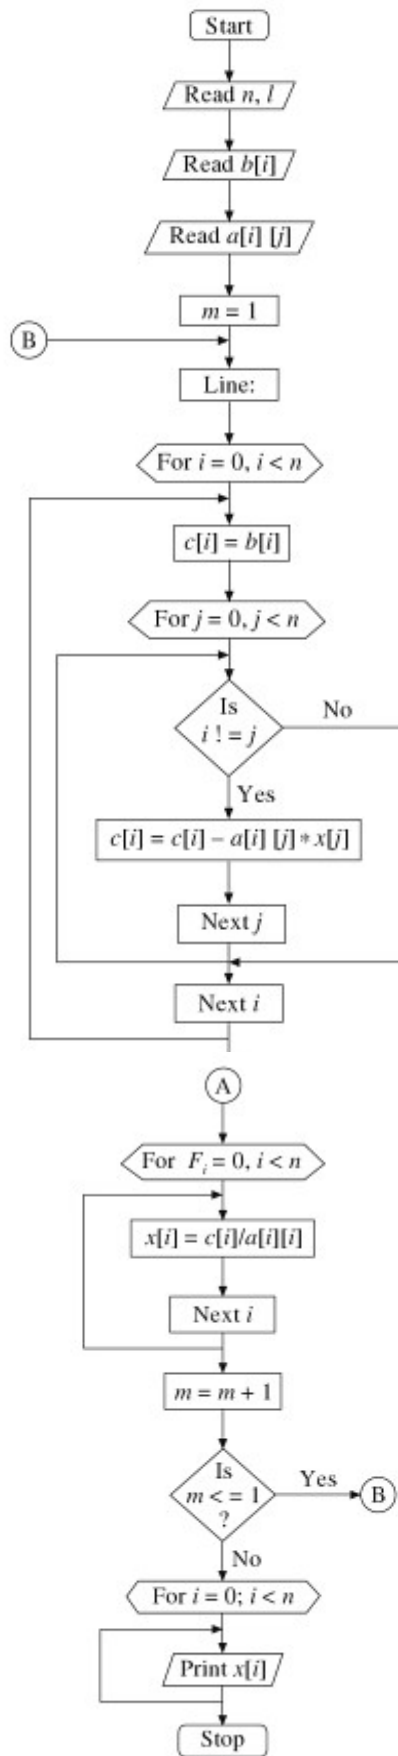 Start
Read n, l
Read b[i]
Read a[i] [j]
m = 1
B
Line:
For i = 0, i < n
c[i] = b[i]
For j = 0, j < n
Is
i ! = j
No
Yes
c[i] = c[i] – a[i] [j] * x[j]
Next j
Next i
A
For F_i = 0, i < n
x[i] = c[i]/a[i][i]
Next i
m = m + 1
Is
m < = 1
?
Yes
B
No
For i = 0; i < n
Print x[i]
Stop